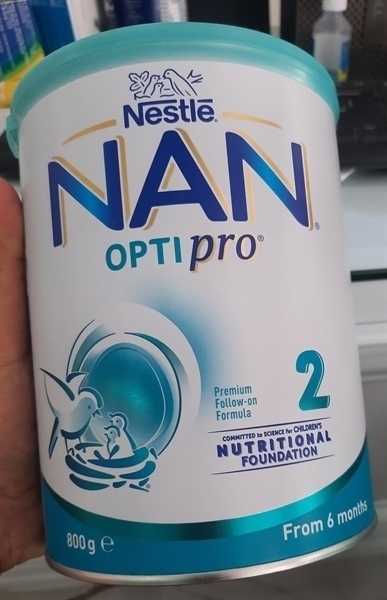 Nestlé®
NAN®
OPTIpro®
Premium
Follow-on
Formula
2
COMMITTED to SCIENCE for CHILDREN'S
NUTRITIONAL
FOUNDATION
800g e
From 6 months